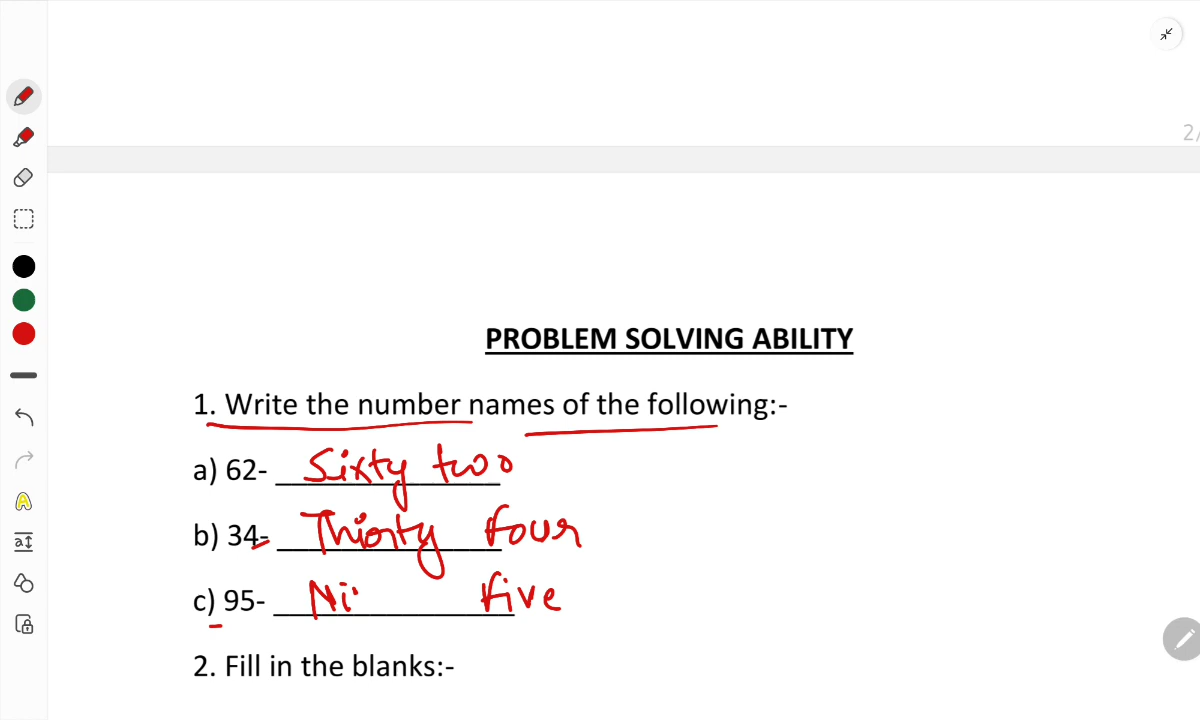 2/
PROBLEM SOLVING ABILITY
1. Write the number names of the following:-
a) 62- Sixty two
b) 34- Thirty four
c) 95- Ni five
2. Fill in the blanks:-